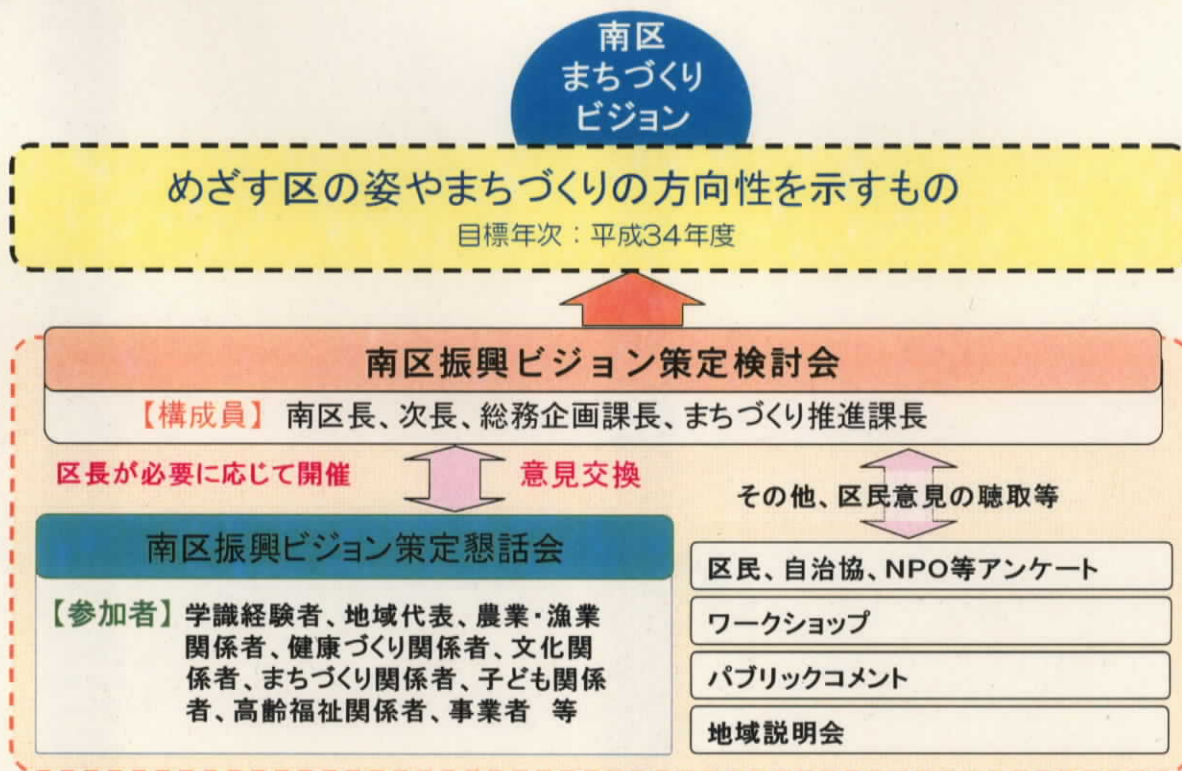 南区
まちづくり
ビジョン
めざす区の姿やまちづくりの方向性を示すもの
目標年次：平成34年度
南区振興ビジョン策定検討会
【構成員】 南区長、次長、総務企画課長、まちづくり推進課長
区長が必要に応じて開催
意見交換
その他、区民意見の聴取等
南区振興ビジョン策定懇話会
【参加者】 学識経験者、地域代表、農業・漁業
関係者、健康づくり関係者、文化関
係者、まちづくり関係者、子ども関係
者、高齢福祉関係者、事業者 等
区民、自治協、NPO等アンケート
ワークショップ
パブリックコメント
地域説明会